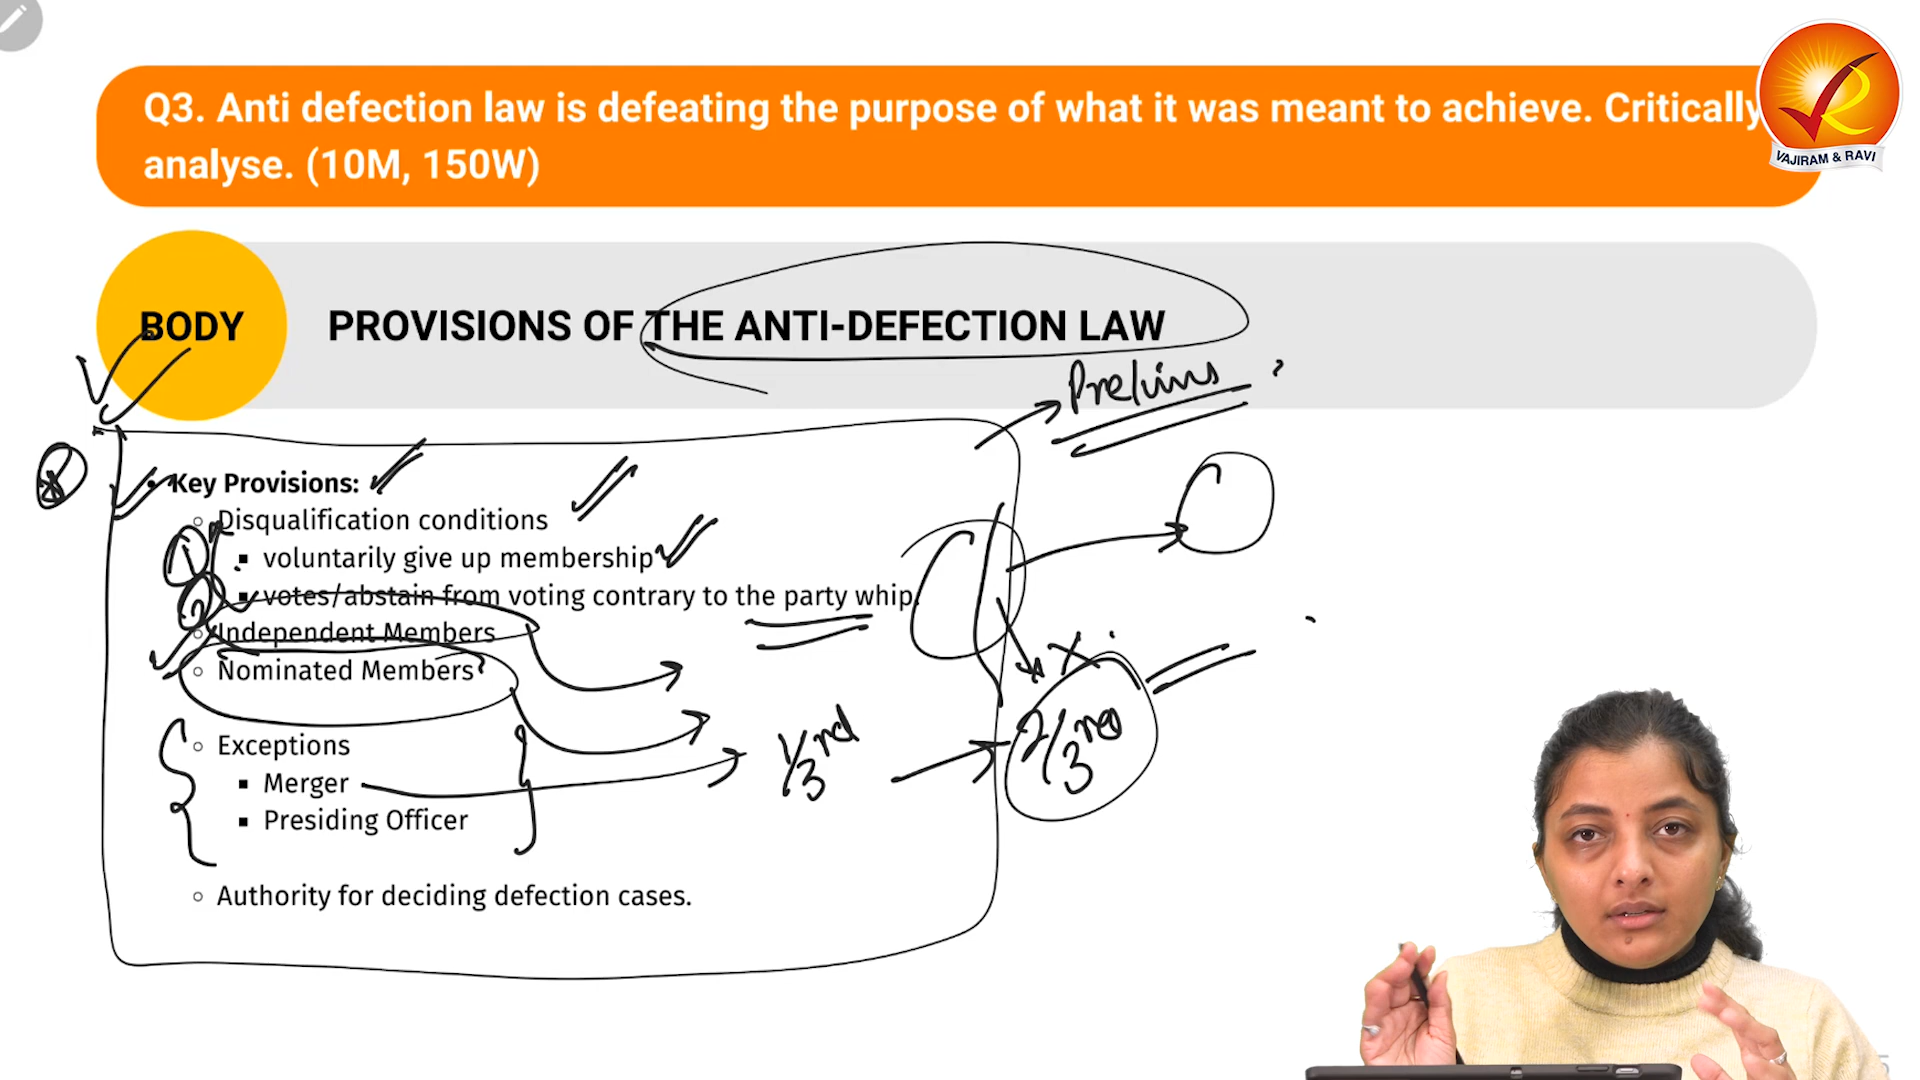 Q3. Anti defection law is defeating the purpose of what it was meant to achieve. Critically
analyse. (10M, 150W)
VAJIRAM & RAVI
BODY
PROVISIONS OF THE ANTI-DEFECTION LAW
Prelims
Key Provisions:
Disqualification conditions
1
voluntarily give up membership
2
votes/abstain from voting contrary to the party whip.
Independent Members
Nominated Members
Exceptions
Merger
1/3rd
2/3rd
Presiding Officer
Authority for deciding defection cases.